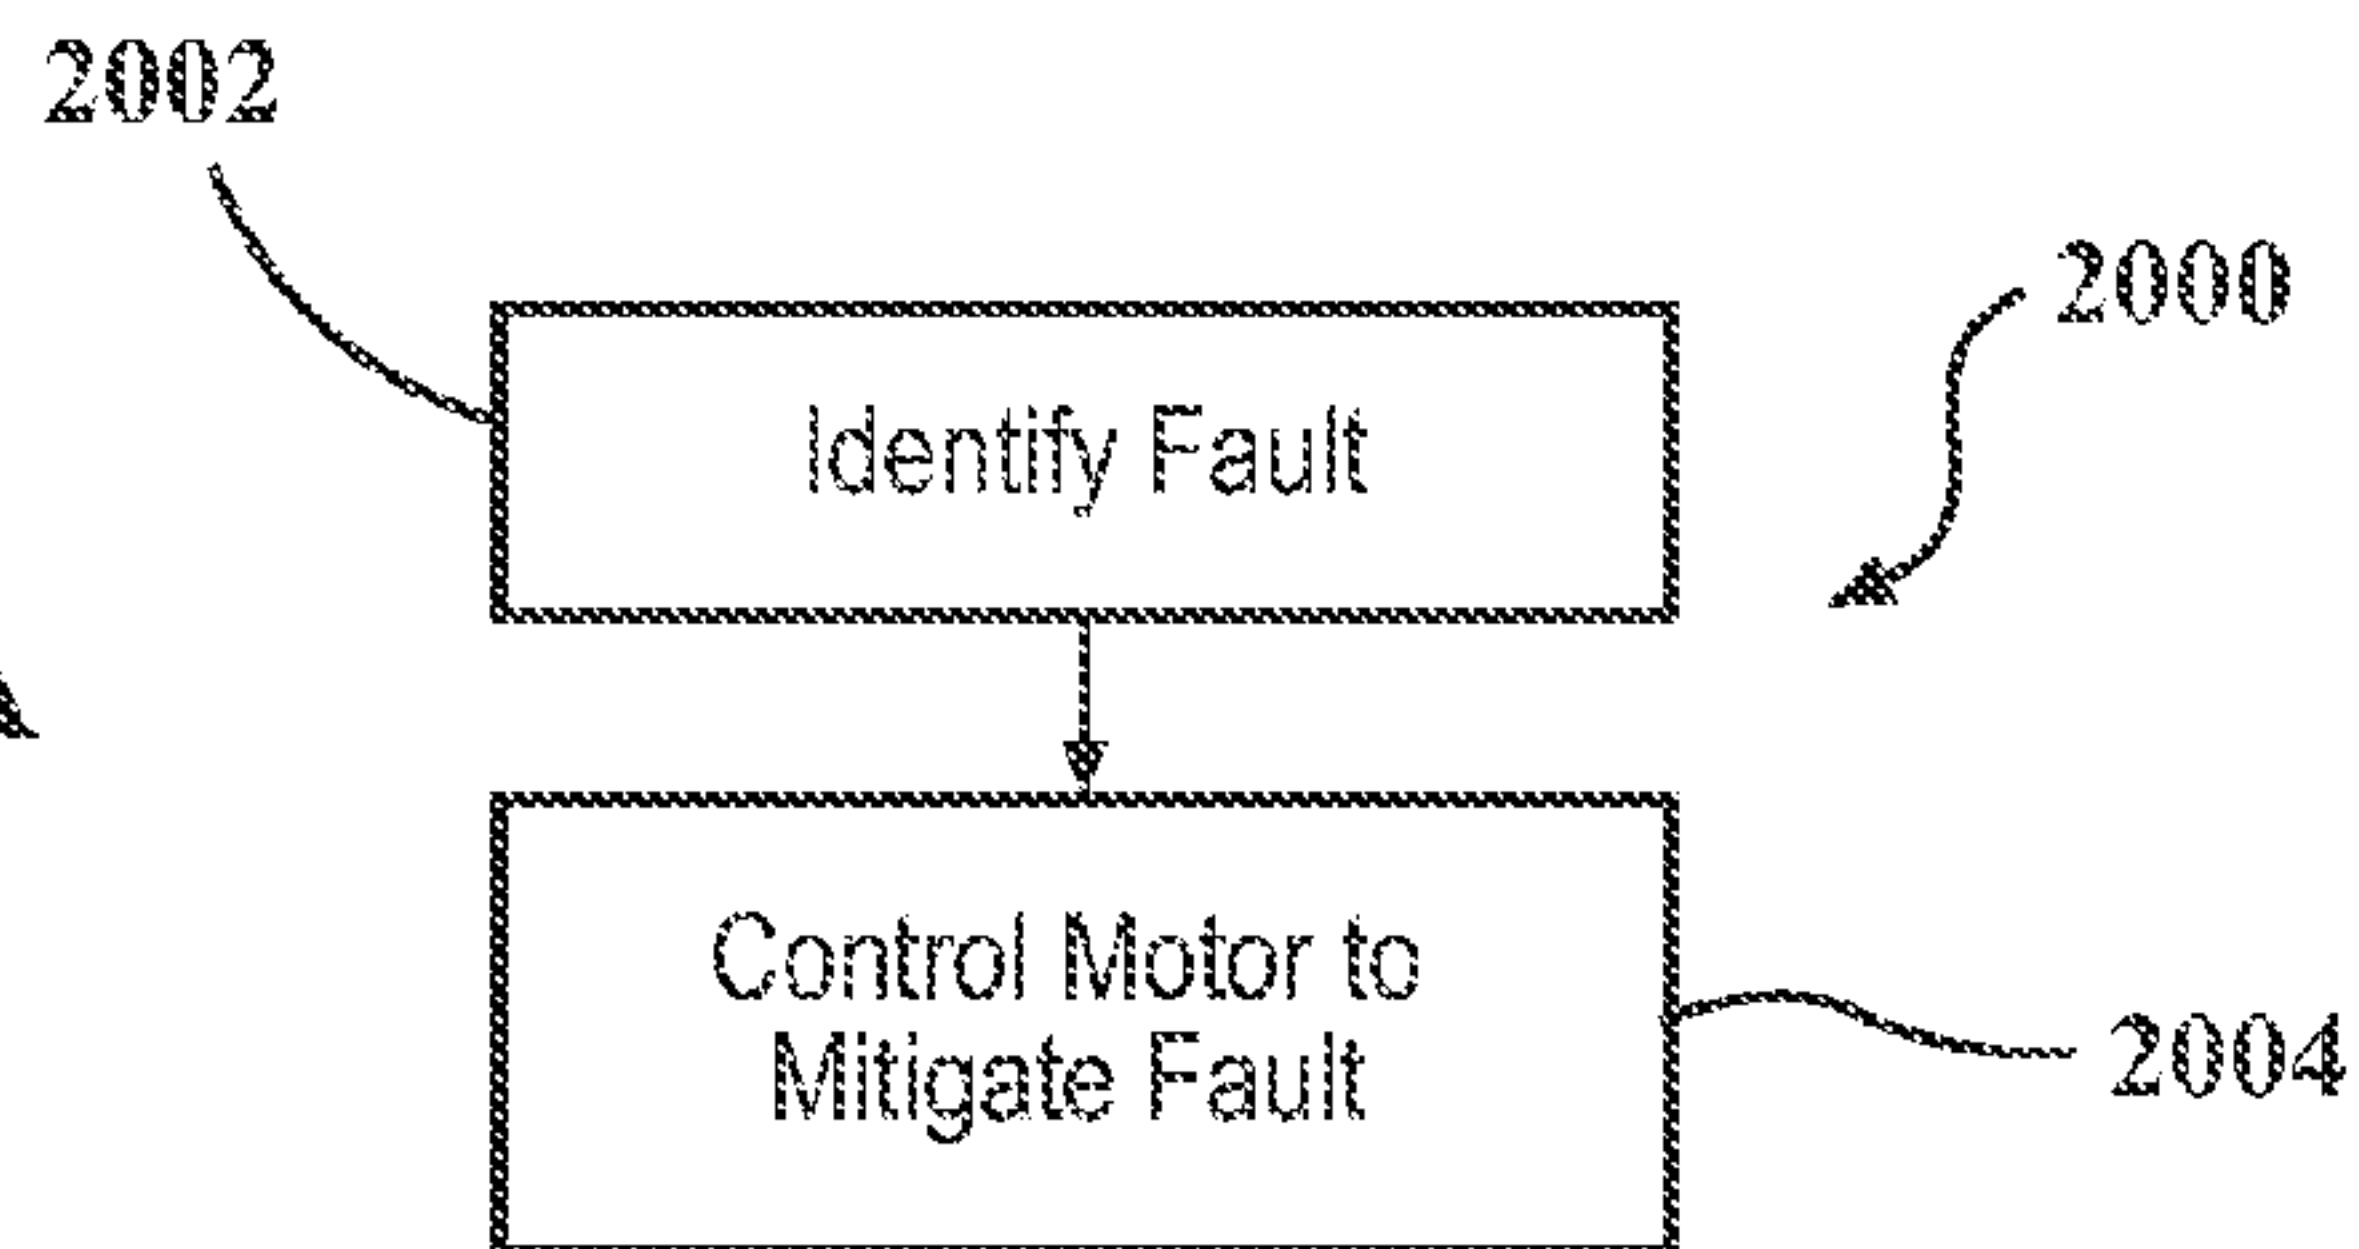 2002
2000
Identify Fault
Control Motor to
Mitigate Fault
2004